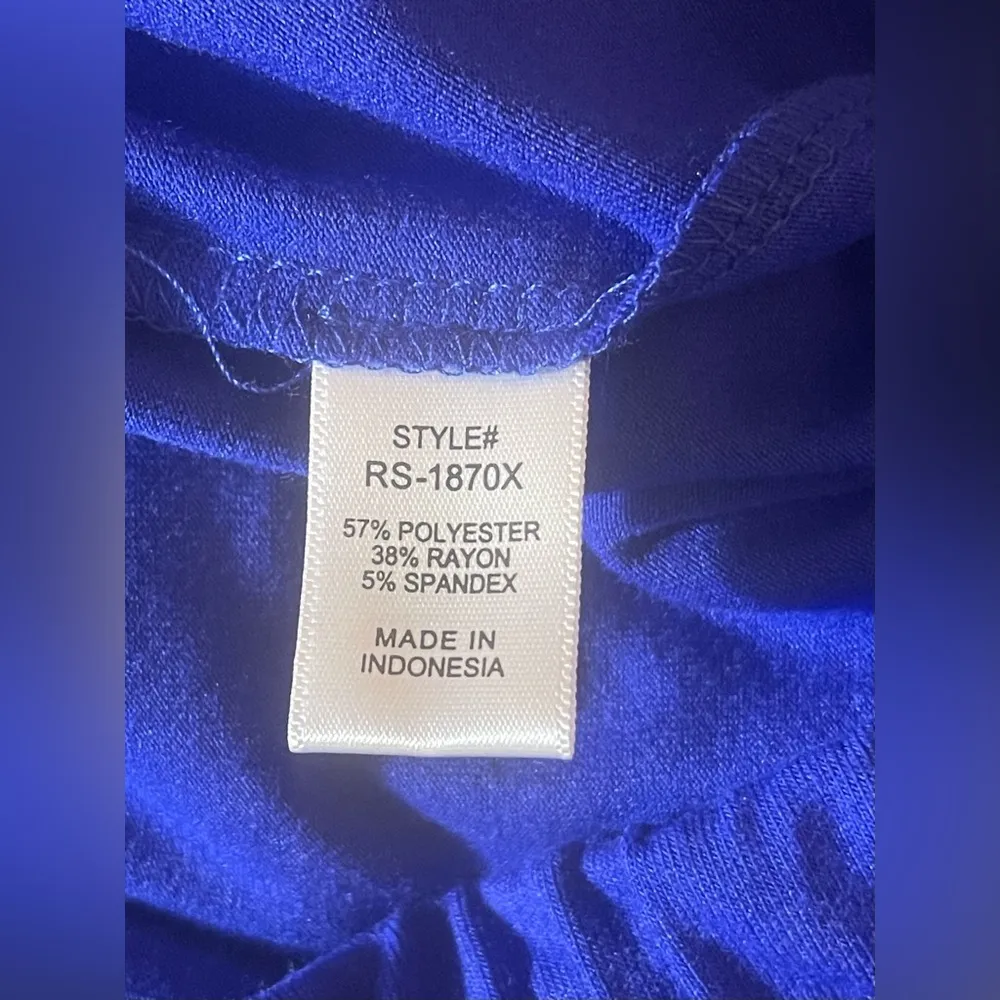 STYLE#
RS-1870X
57% POLYESTER
38% RAYON
5% SPANDEX
MADE IN
INDONESIA